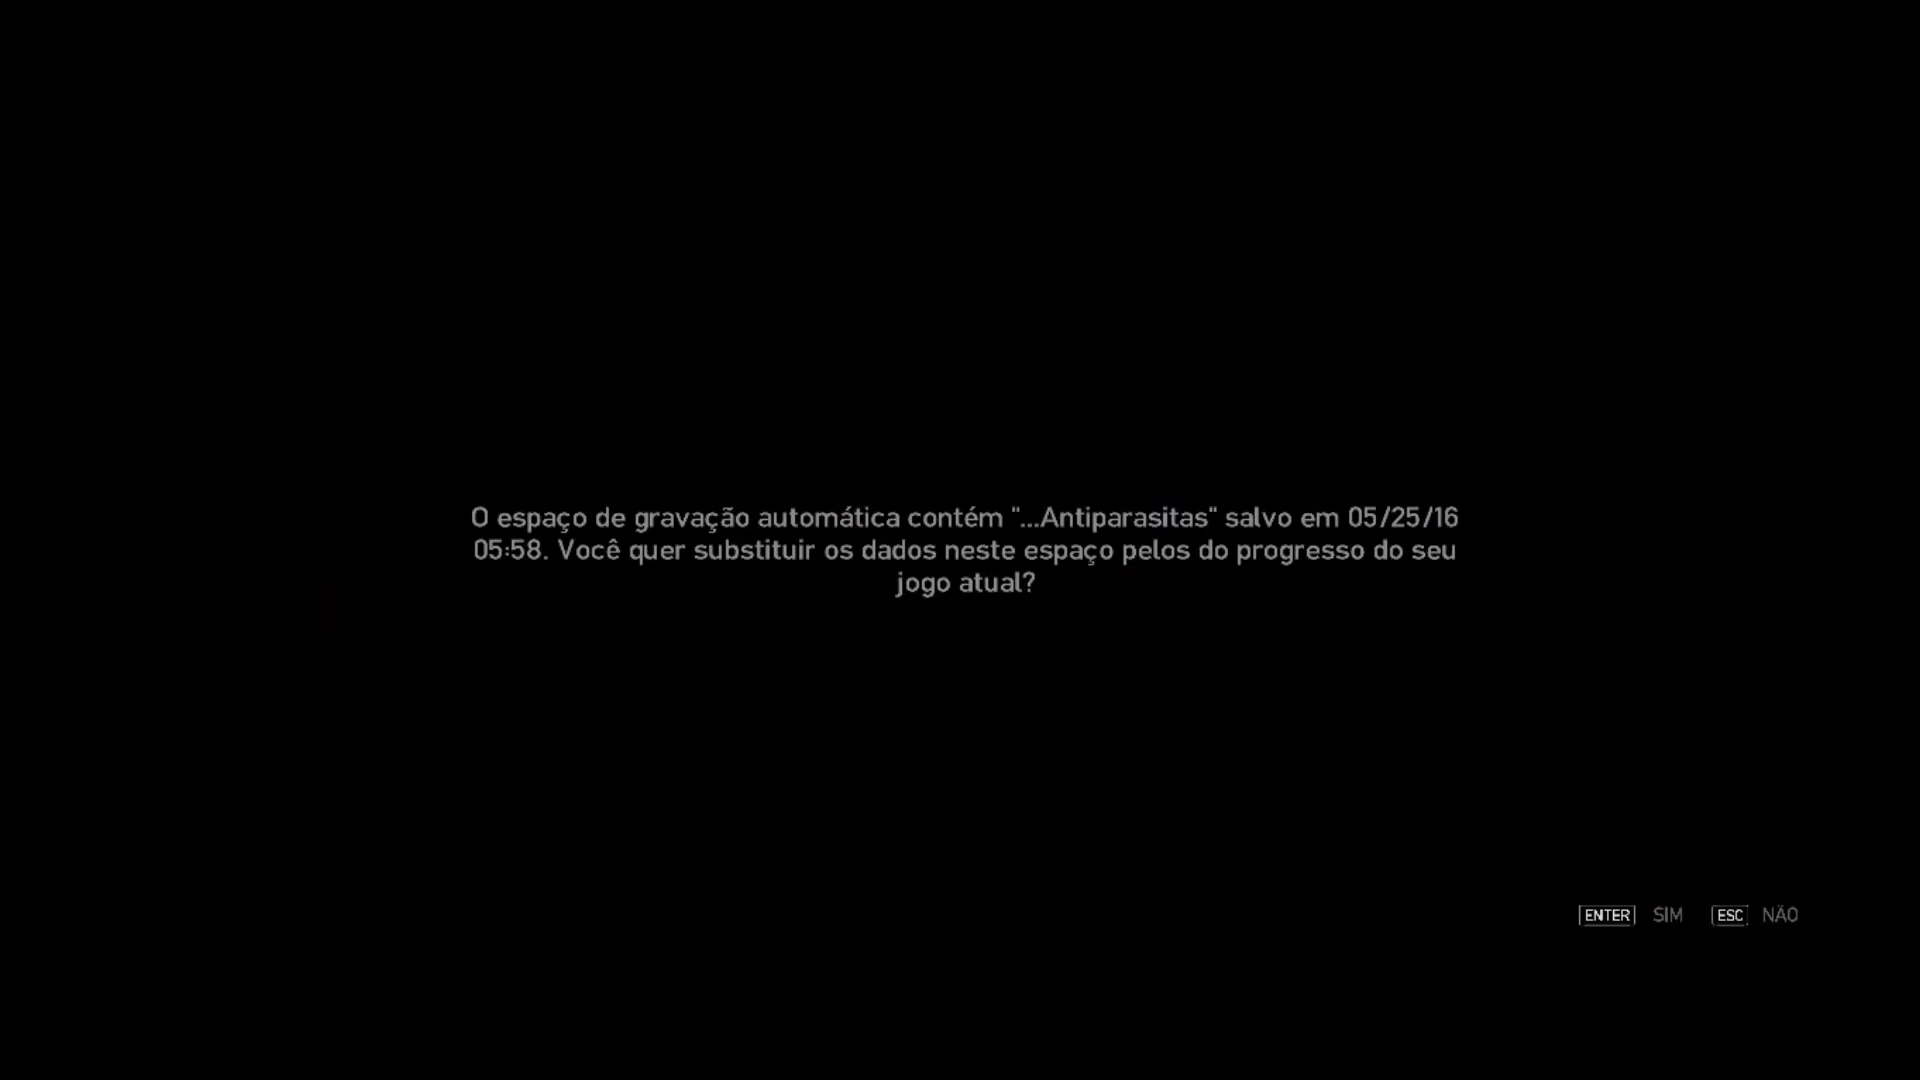 O espaço de gravação automática contém "...Antiparasitas" salvo em 05/25/16
05:58. Você quer substituir os dados neste espaço pelos do progresso do seu
jogo atual?
ENTER SIM ESC NÃO